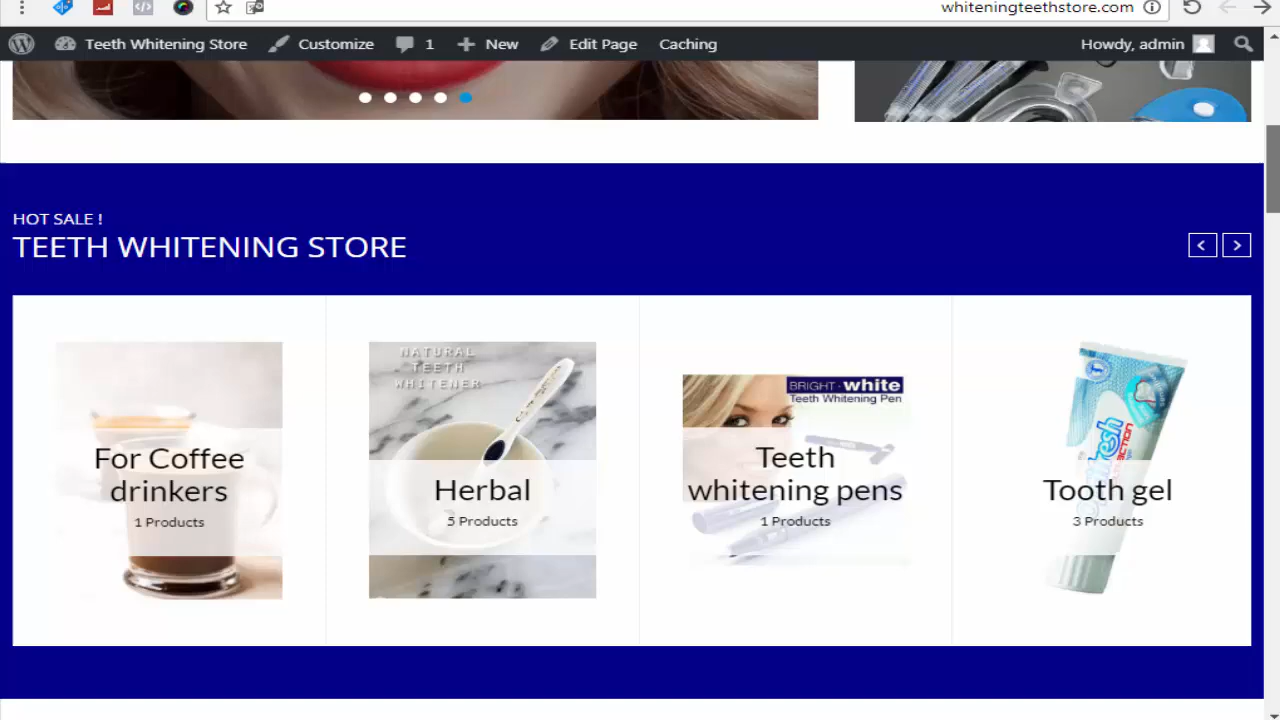 whiteningteethstore.com
Teeth Whitening Store
Customize
1
New
Edit Page
Caching
Howdy, admin
HOT SALE !
TEETH WHITENING STORE
For Coffee
drinkers
1 Products
NATURAL
TEETH
WHITENER
Herbal
5 Products
BRIGHT·white
Teeth Whitening Pen
Teeth
whitening pens
1 Products
Tooth gel
3 Products